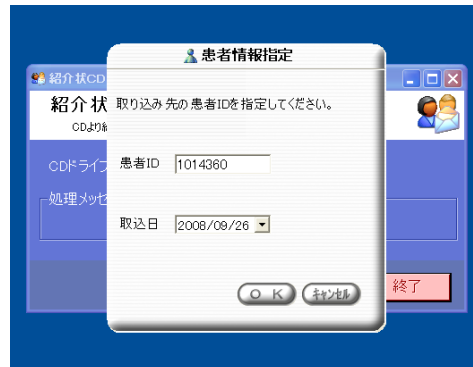 患者情報指定
紹介状CD
紹介状
CDより
取り込み先の患者IDを指定してください。
CDドライブ
患者ID 1014360
処理メッセ
取込日 2008/09/26
OK キャンセル 終了